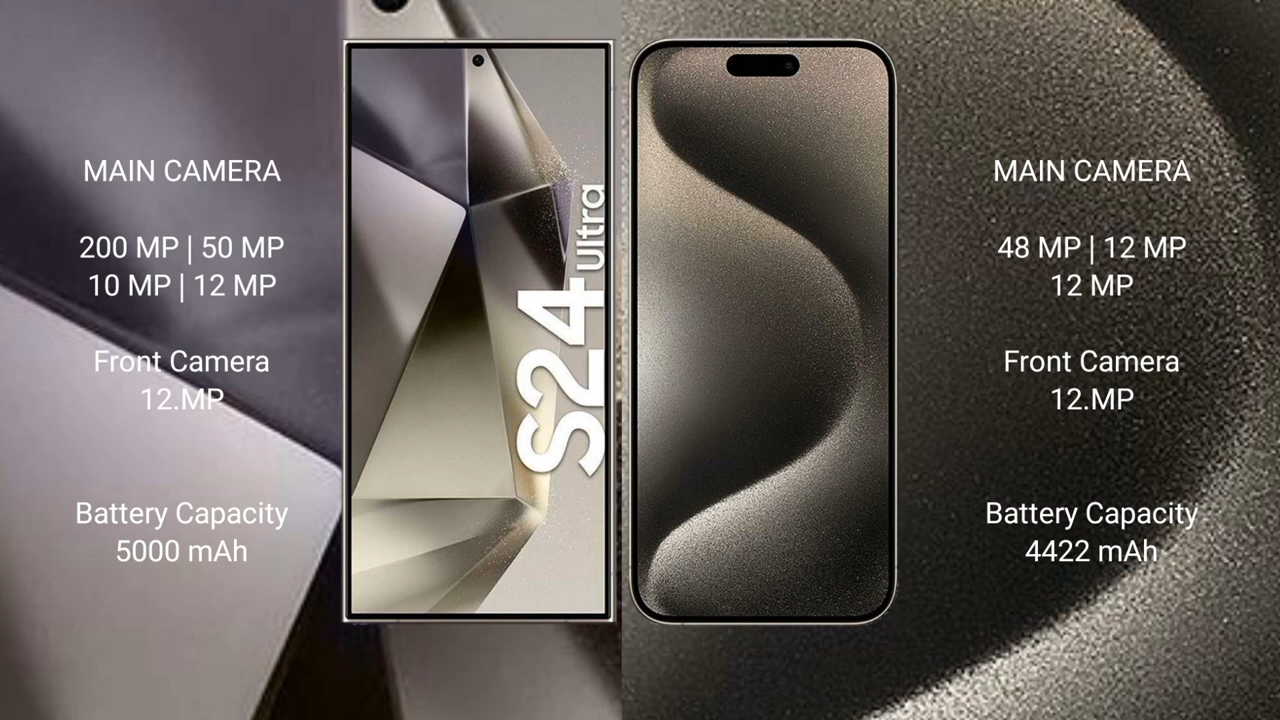 MAIN CAMERA
200 MP | 50 MP
10 MP | 12 MP
Front Camera
12.MP
Battery Capacity
5000 mAh
S24 Ultra
MAIN CAMERA
48 MP | 12 MP
12 MP
Front Camera
12.MP
Battery Capacity
4422 mAh